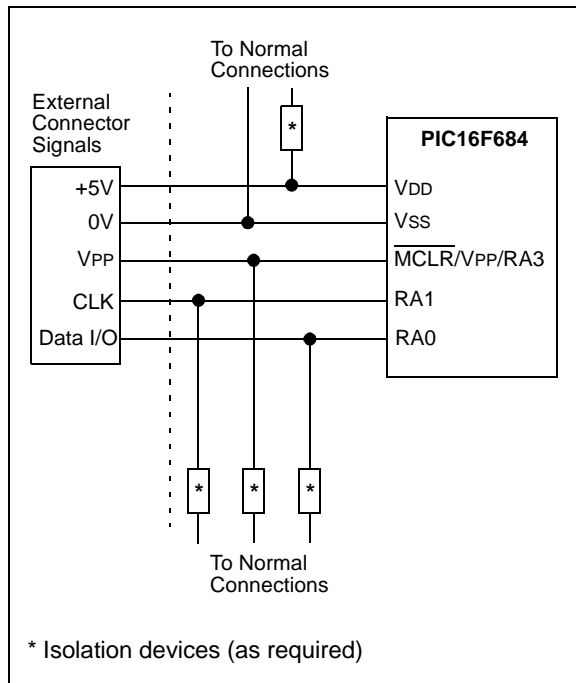 To Normal
Connections
External
Connector
Signals
*
PIC16F684
+5V
VDD
0V
VSS
VPP
MCLR/VPP/RA3
CLK
RA1
Data I/O
RA0
* * *
To Normal
Connections
* Isolation devices (as required)